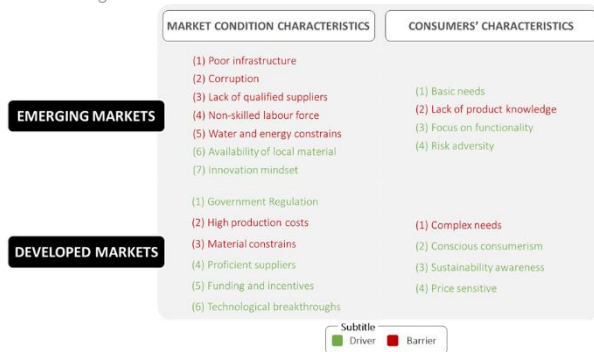 MARKET CONDITION CHARACTERISTICS
CONSUMERS' CHARACTERISTICS
EMERGING MARKETS
(1) Poor infrastructure
(2) Corruption
(3) Lack of qualified suppliers
(4) Non-skilled labour force
(5) Water and energy constrains
(6) Availability of local material
(7) Innovation mindset
(1) Basic needs
(2) Lack of product knowledge
(3) Focus on functionality
(4) Risk adversity
DEVELOPED MARKETS
(1) Government Regulation
(2) High production costs
(3) Material constrains
(4) Proficient suppliers
(5) Funding and incentives
(6) Technological breakthroughs
(1) Complex needs
(2) Conscious consumerism
(3) Sustainability awareness
(4) Price sensitive
Subtitle
Driver
Barrier